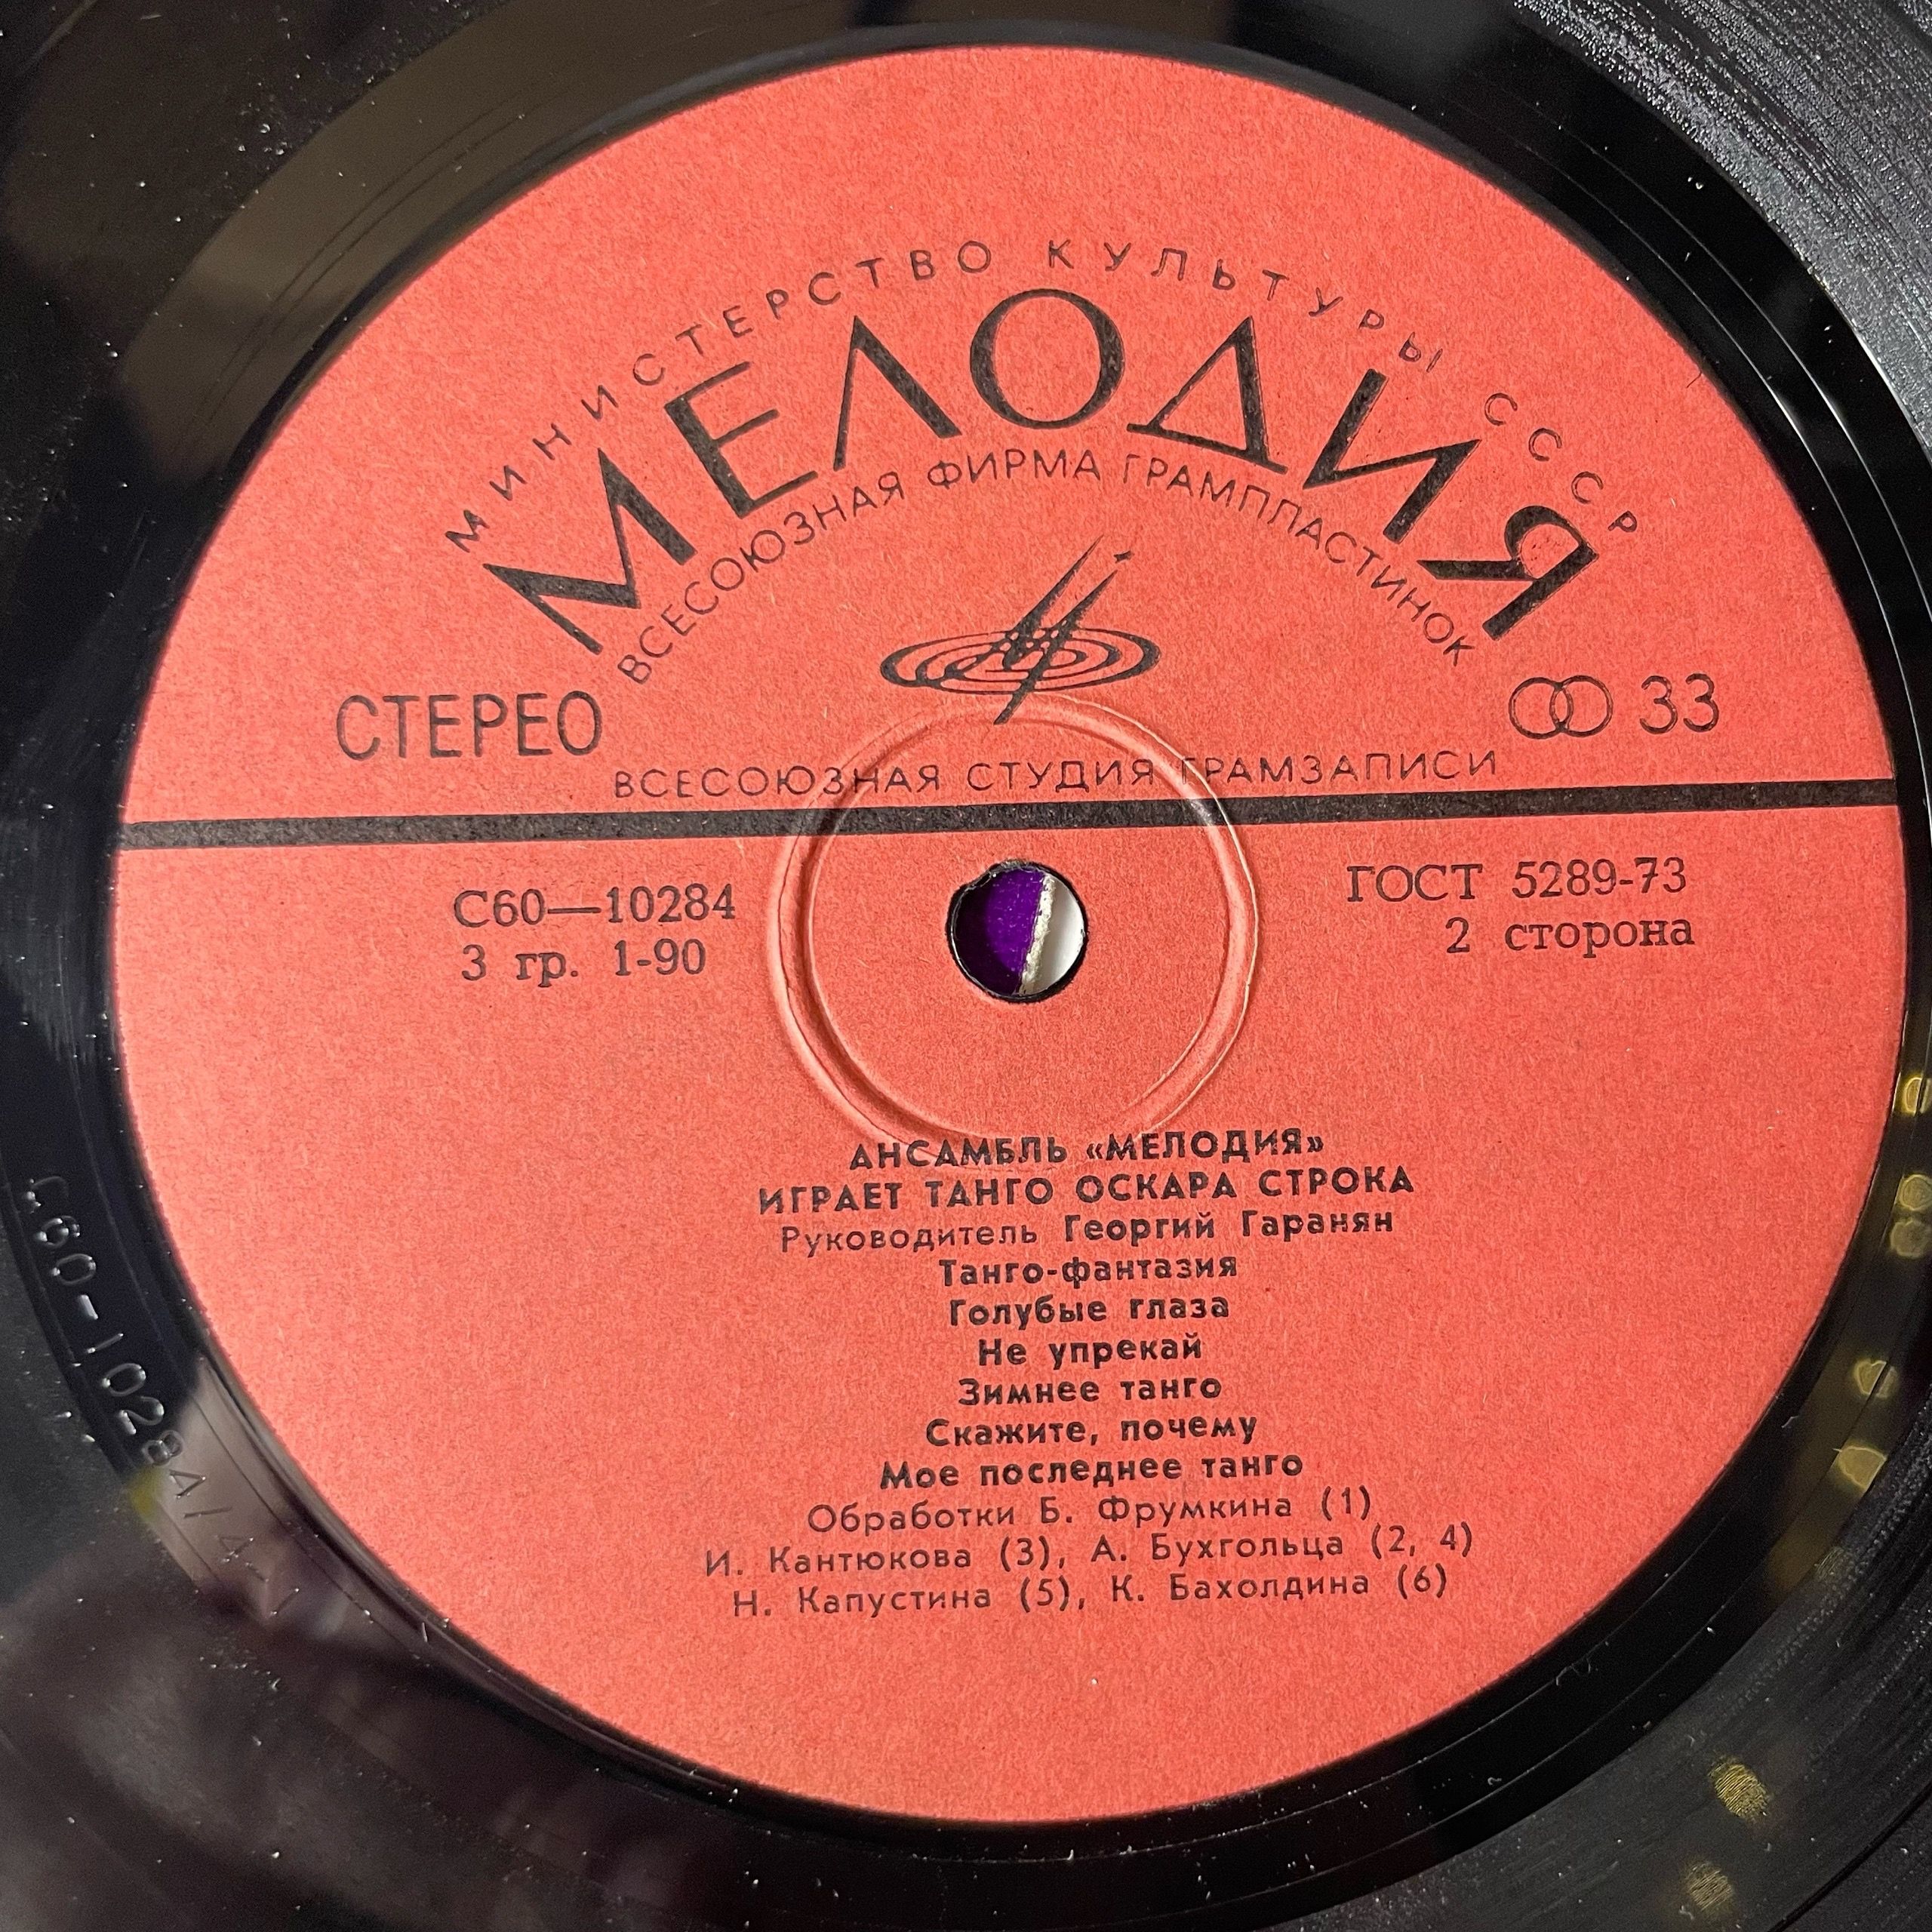 МИНИСТЕРСТВО КУЛЬТУРЫ СССР
МЕЛОДИЯ
ВСЕСОЮЗНАЯ ФИРМА ГРАМПЛАСТИНОК
СТЕРЕО
33
ВСЕСОЮЗНАЯ СТУДИЯ ГРАМЗАПИСИ
С60—10284
3 гр. 1-90
ГОСТ 5289-73
2 сторона
АНСАМБЛЬ «МЕЛОДИЯ»
ИГРАЕТ ТАНГО ОСКАРА СТРОКА
Руководитель Георгий Гаранян
Танго-фантазия
Голубые глаза
Не упрекай
Зимнее танго
Скажите, почему
Мое последнее танго
Обработки Б. Фрумкина (1)
И. Кантюкова (3), А. Бухгольца (2, 4)
Н. Капустина (5), К. Бахолдина (6)
С60-10284/4-